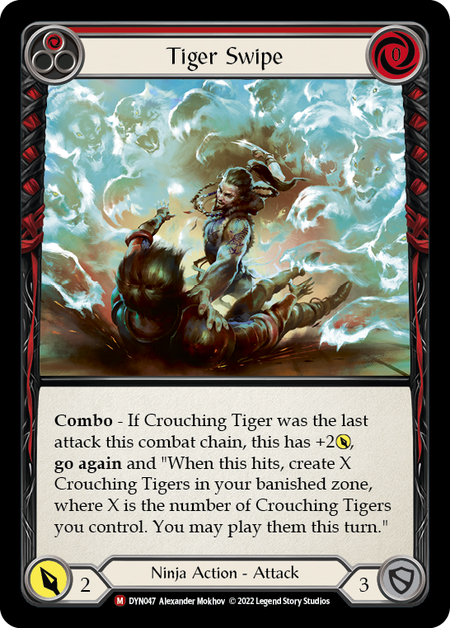 0
Tiger Swipe
Combo - If Crouching Tiger was the last
attack this combat chain, this has +2,
go again and "When this hits, create X
Crouching Tigers in your banished zone,
where X is the number of Crouching Tigers
you control. You may play them this turn."
2
Ninja Action - Attack
3
M DYN047 Alexander Mokhov © 2022 Legend Story Studios